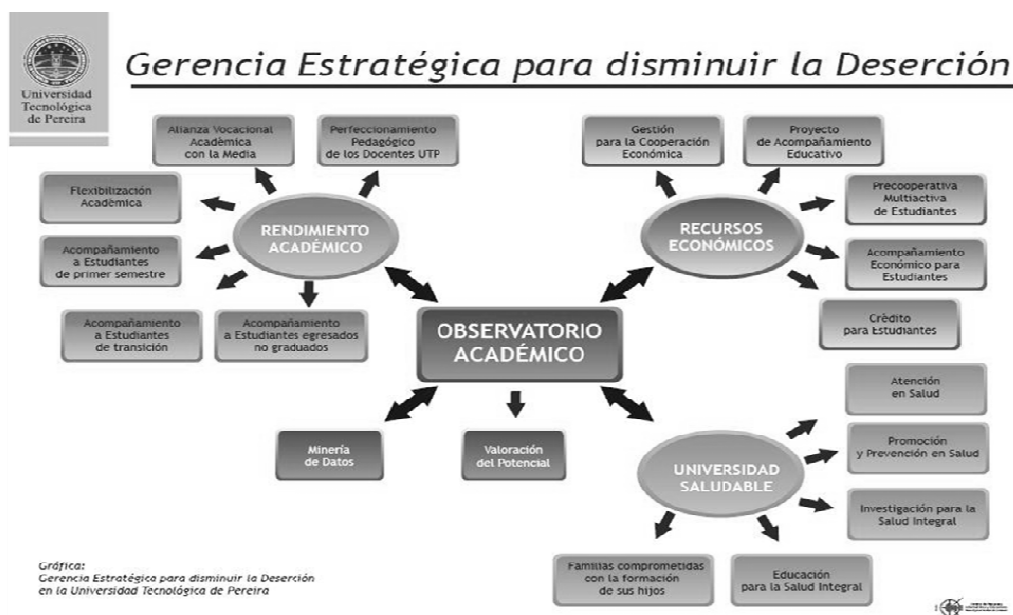 Universidad
Tecnológica
de Pereira
Gerencia Estratégica para disminuir la Deserción
Alianza Vocacional
Académica
con la Media
Perfeccionamiento
Pedagógico
de los Docentes UTP
Flexibilización
Académica
Acompañamiento
a Estudiantes
de primer semestre
Acompañamiento
a Estudiantes
de transición
Acompañamiento
a Estudiantes egresados
no graduados
RENDIMIENTO
ACADÉMICO
Gestión
para la Cooperación
Económica
Proyecto
de Acompañamiento
Educativo
Precooperativa
Multiactiva
de Estudiantes
Acompañamiento
Económico para
Estudiantes
Crédito
para Estudiantes
RECURSOS
ECONÓMICOS
OBSERVATORIO
ACADÉMICO
Minería
de Datos
Valoración
del Potencial
UNIVERSIDAD
SALUDABLE
Atención
en Salud
Promoción
y Prevención en Salud
Investigación para la
Salud Integral
Familias comprometidas
con la formación
de sus hijos
Educación
para la Salud Integral
Gráfica:
Gerencia Estratégica para disminuir la Deserción
en la Universidad Tecnológica de Pereira